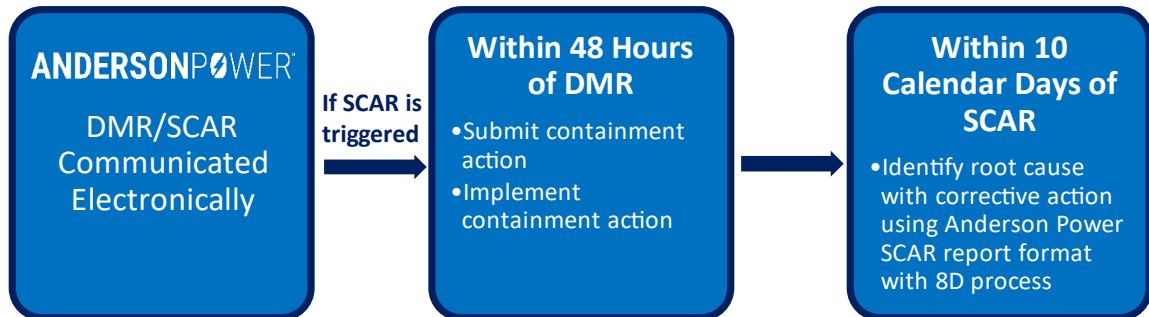 ANDERSONPOWER™
DMR/SCAR
Communicated
Electronically
If SCAR is
triggered
Within 48 Hours
of DMR
•Submit containment
action
•Implement
containment action
Within 10
Calendar Days of
SCAR
•Identify root cause
with corrective action
using Anderson Power
SCAR report format
with 8D process